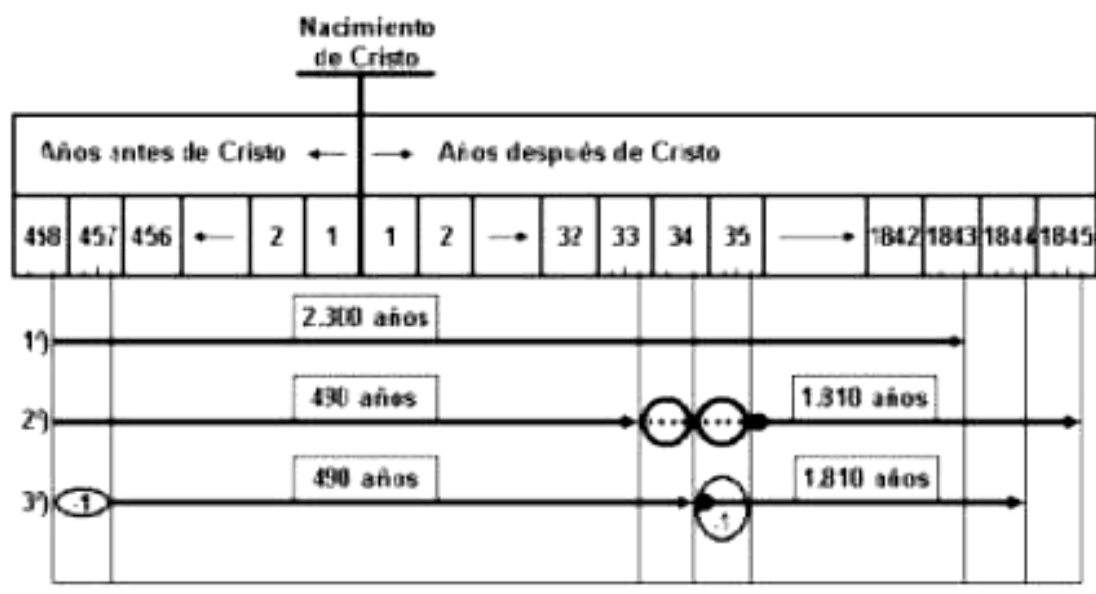 Nacimiento
de Cristo
Años antes de Cristo ← → Años después de Cristo
458 457 456 ← 2 1 1 2 → 32 33 34 35 → 1842 1843 1844 1845
2.300 años
1º)
490 años 1.810 años
2º)
490 años 1.810 años
3º) -1 -1